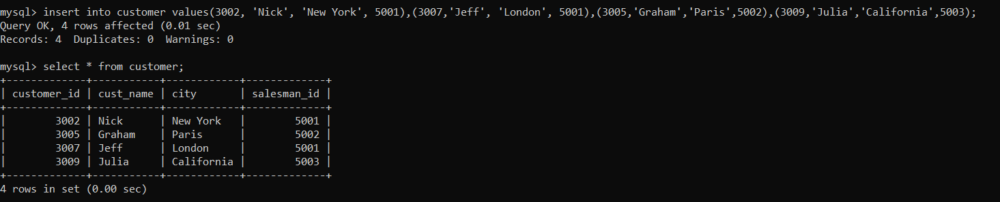 mysql> insert into customer values(3002, 'Nick', 'New York', 5001),(3007,'Jeff', 'London', 5001),(3005,'Graham','Paris',5002),(3009,'Julia','California',5003);
Query OK, 4 rows affected (0.01 sec)
Records: 4  Duplicates: 0  Warnings: 0

mysql> select * from customer;
+-------------+-----------+------------+-------------+
| customer_id | cust_name | city       | salesman_id |
+-------------+-----------+------------+-------------+
|        3002 | Nick      | New York   |        5001 |
|        3005 | Graham    | Paris      |        5002 |
|        3007 | Jeff      | London     |        5001 |
|        3009 | Julia     | California |        5003 |
+-------------+-----------+------------+-------------+
4 rows in set (0.00 sec)